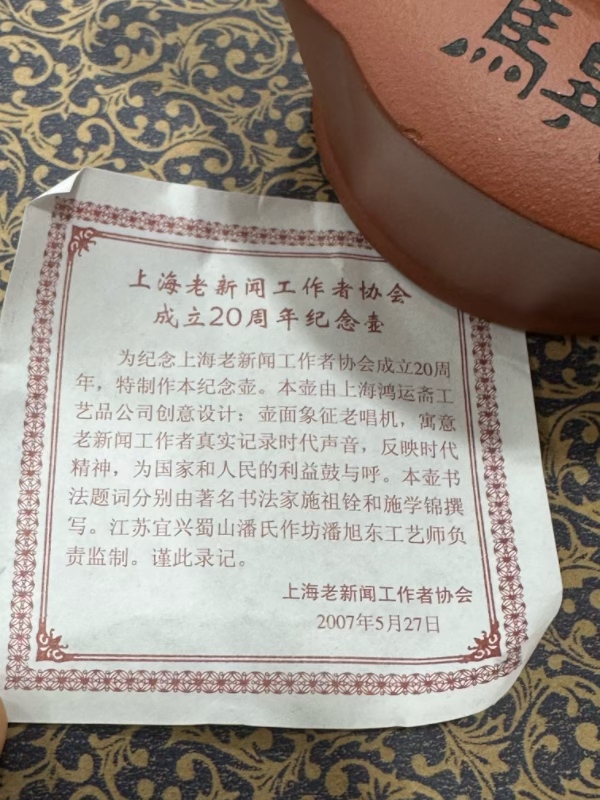 馬
上海老新闻工作者协会
成立20周年纪念壶
为纪念上海老新闻工作者协会成立20周
年，特制作本纪念壶。本壶由上海鸿运斋工
艺品公司创意设计：壶面象征老唱机，寓意
老新闻工作者真实记录时代声音，反映时代
精神，为国家和人民的利益鼓与呼。本壶书
法题词分别由著名书法家施祖铨和施学锦撰
写。江苏宜兴蜀山潘氏作坊潘旭东工艺师负
责监制。谨此录记。
上海老新闻工作者协会
2007年5月27日